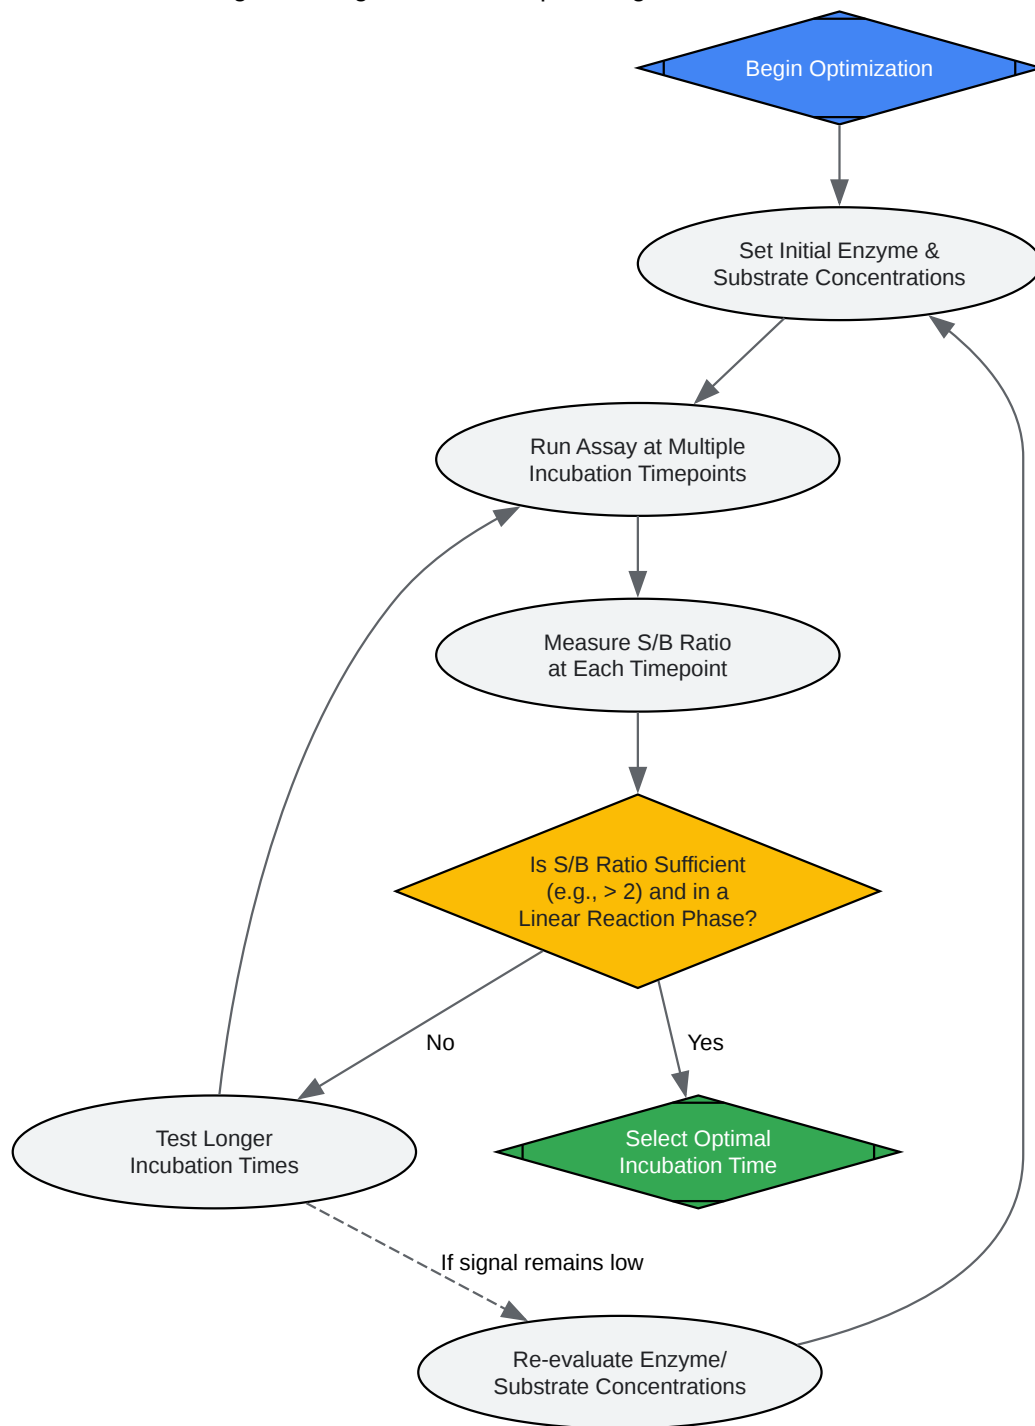 Begin Optimization
Set Initial Enzyme &
Substrate Concentrations
Run Assay at Multiple
Incubation Timepoints
Measure S/B Ratio
at Each Timepoint
Is S/B Ratio Sufficient
(e.g., > 2) and in a
Linear Reaction Phase?
No
Yes
Test Longer
Incubation Times
Select Optimal
Incubation Time
If signal remains low
Re-evaluate Enzyme/
Substrate Concentrations